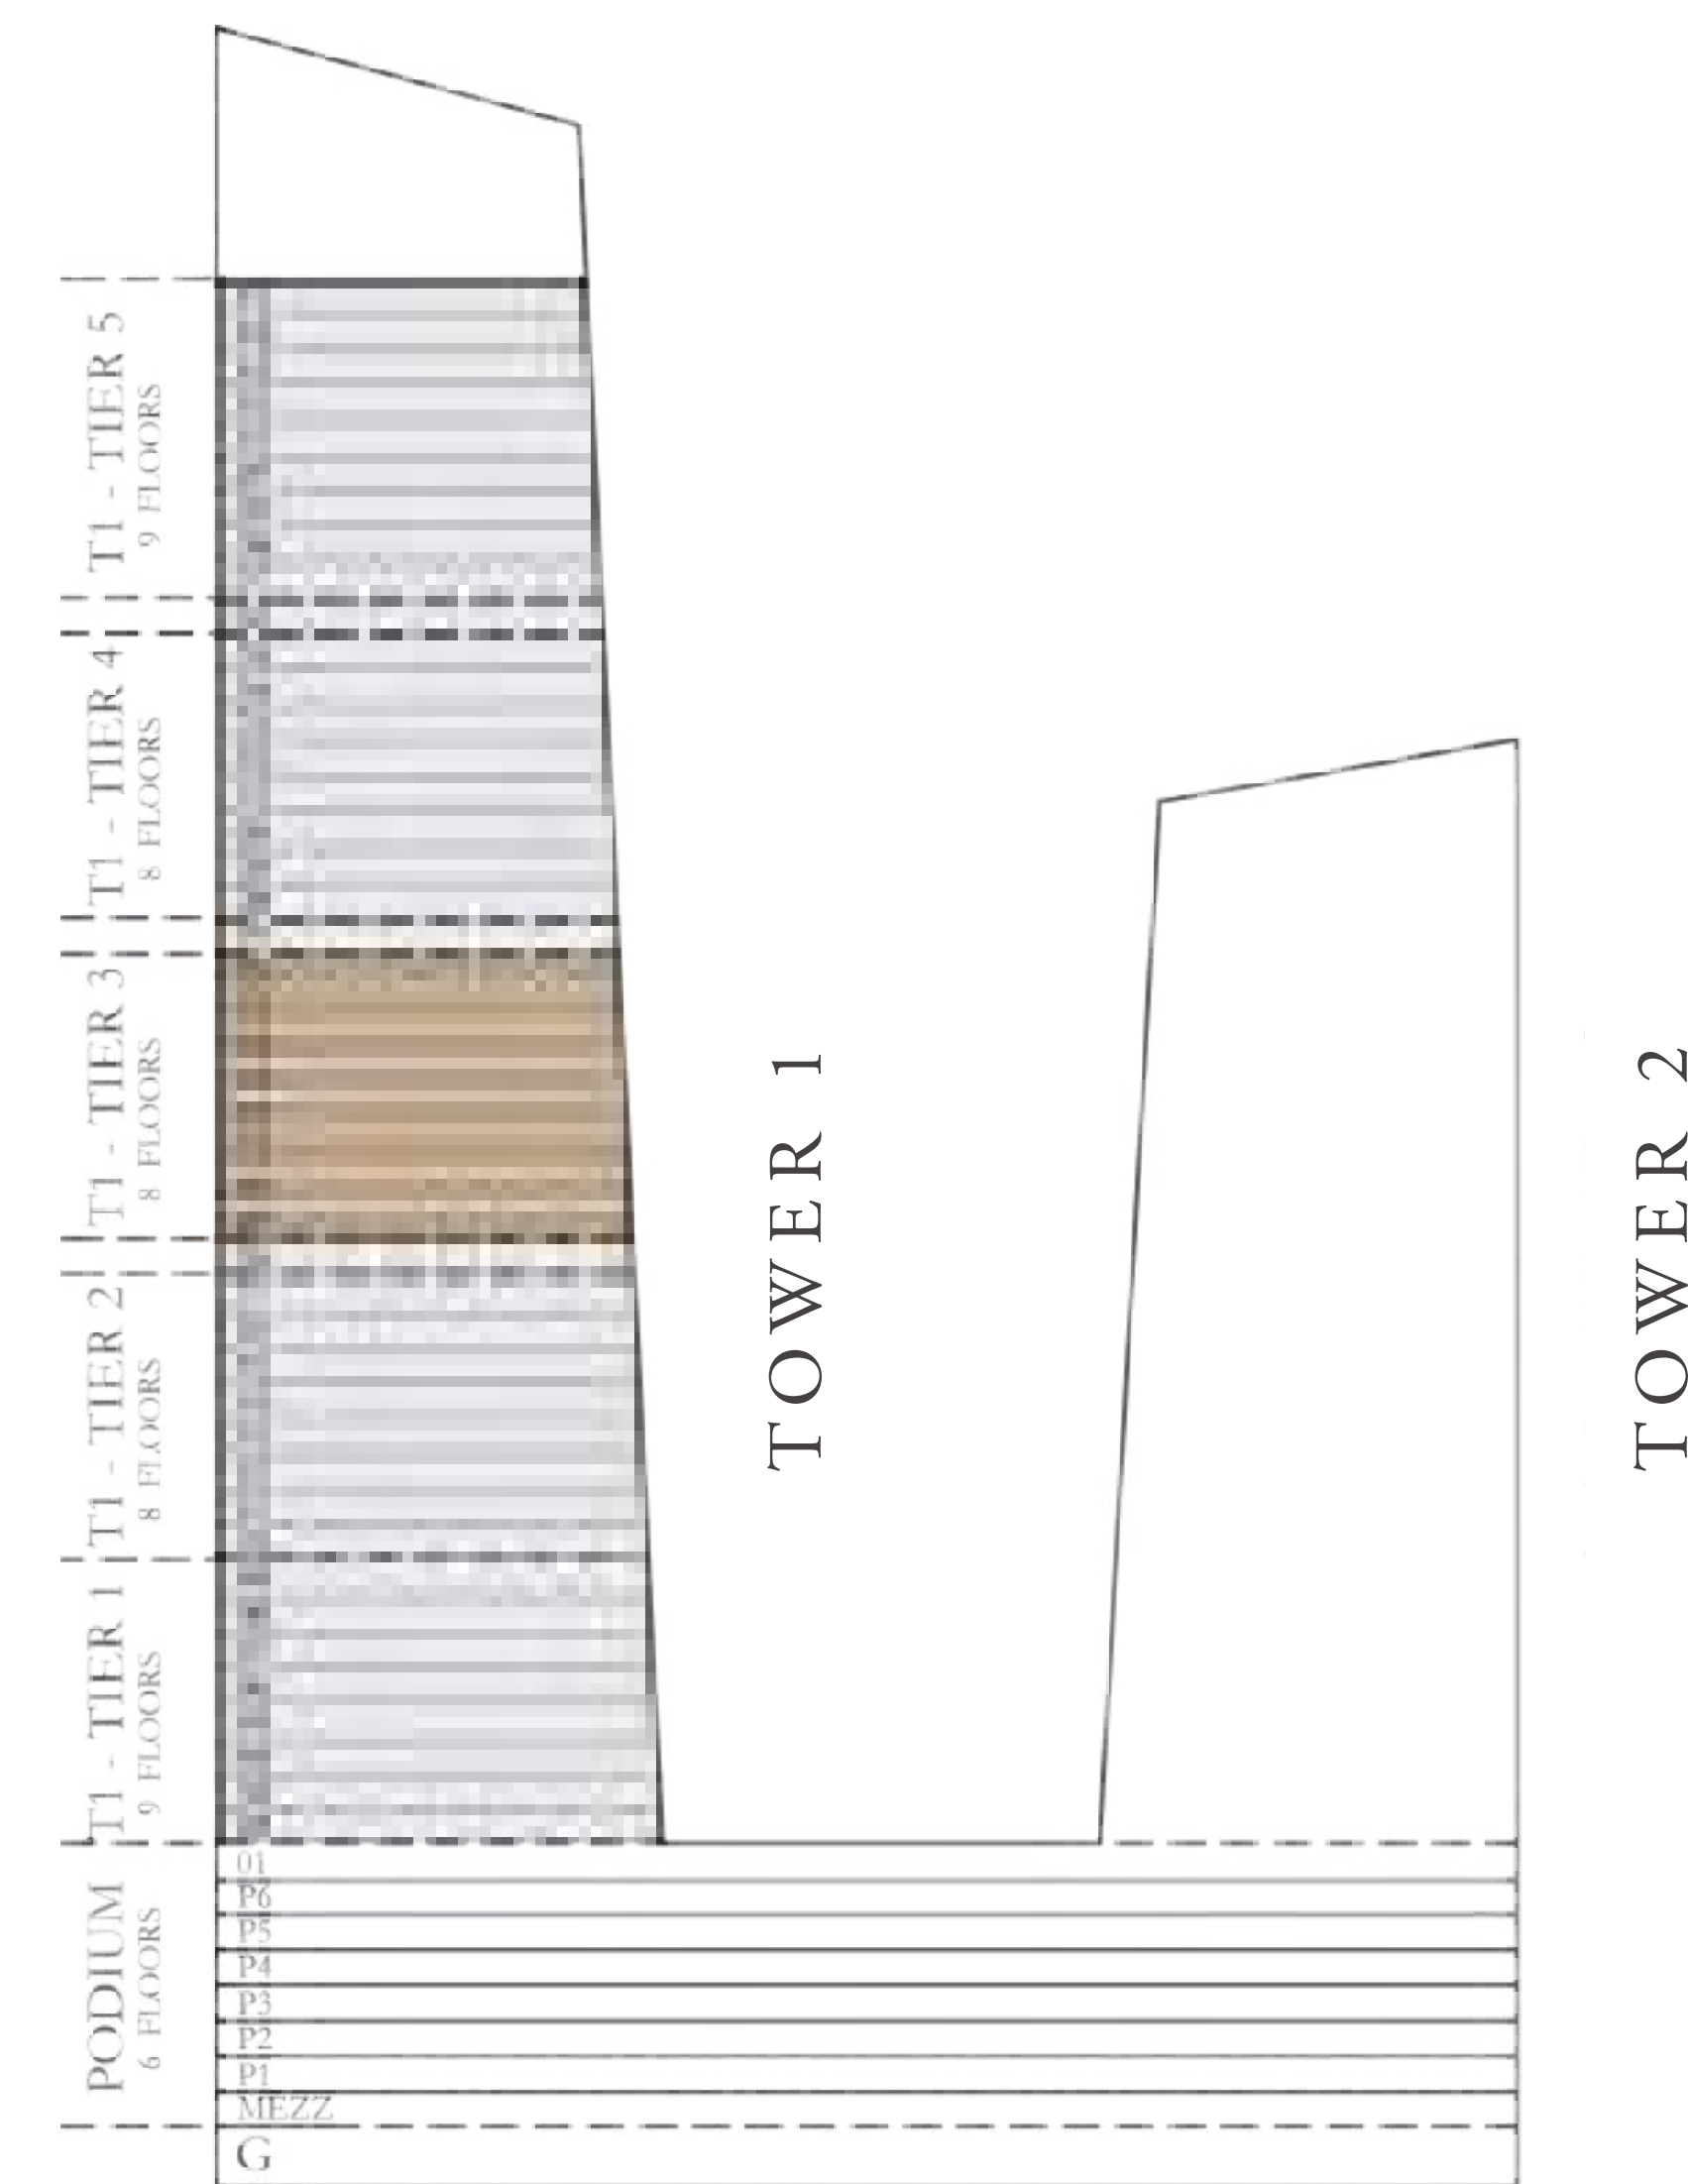 T1 - TIER 5
9 FLOORS
T1 - TIER 4
8 FLOORS
T1 - TIER 3
8 FLOORS
T1 - TIER 2
8 FLOORS
T1 - TIER 1
9 FLOORS
PODIUM
6 FLOORS
TOWER 1
TOWER 2
01
P6
P5
P4
P3
P2
P1
MEZZ
G